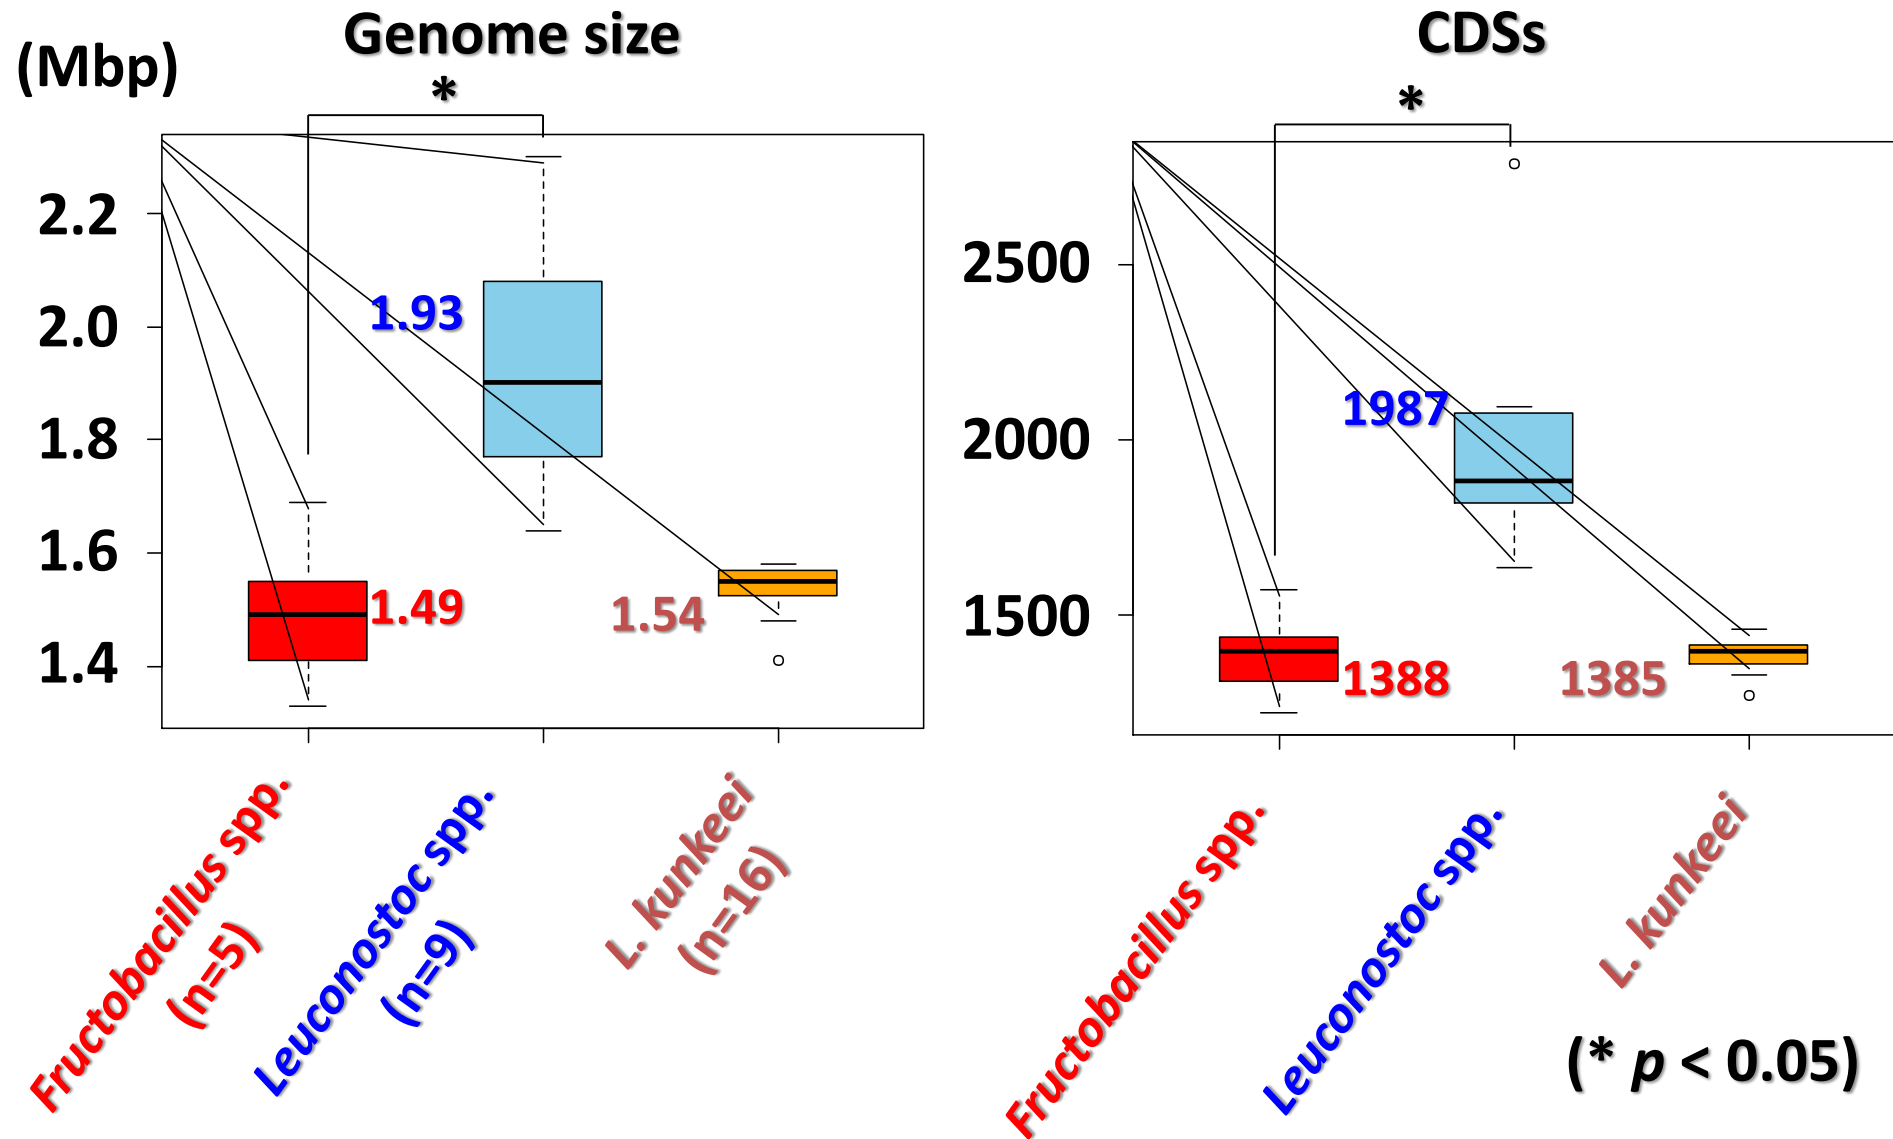 Genome size
(Mbp)
*
2.2
2.0
1.8
1.6
1.4
1.93
1.49
1.54
Fructobacillus spp.
(n=5)
Leuconostoc spp.
(n=9)
L. kunkeei
(n=16)
CDSs
*
2500
2000
1500
1987
1388
1385
Fructobacillus spp.
Leuconostoc spp.
L. kunkeei
(* p < 0.05)